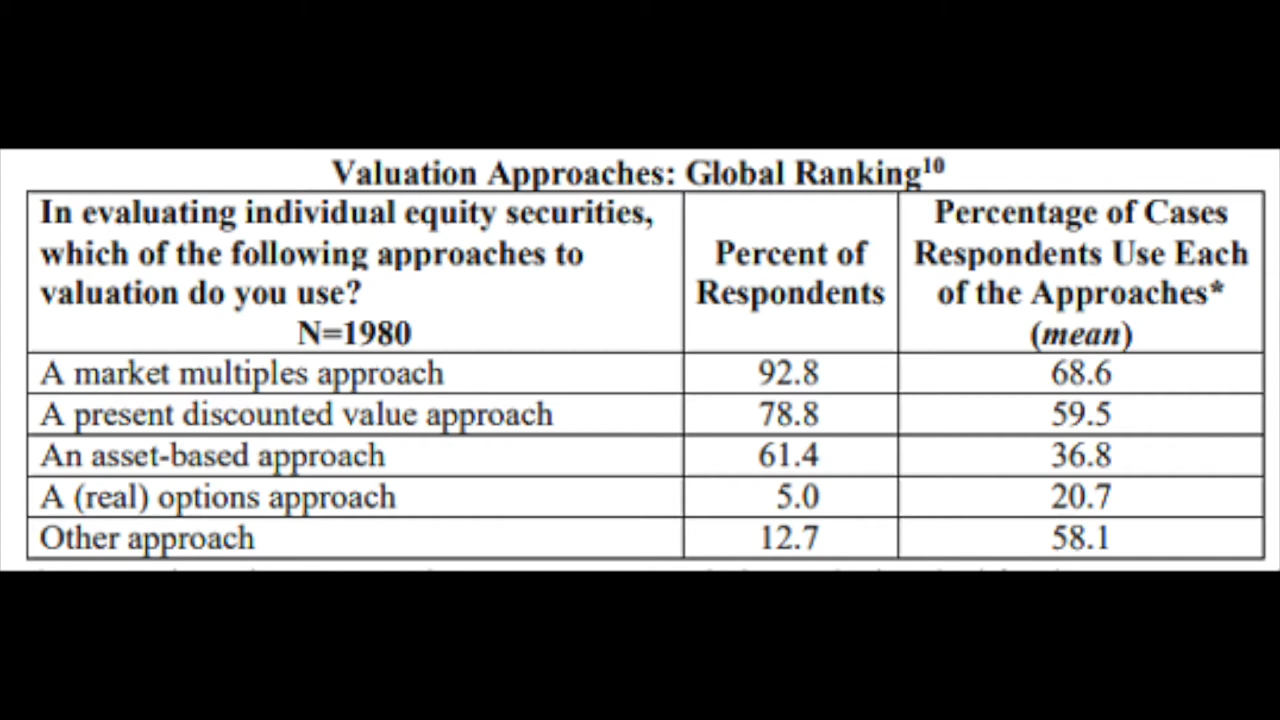 Valuation Approaches: Global Ranking¹⁰
In evaluating individual equity securities,
which of the following approaches to
valuation do you use?
N=1980
Percent of
Respondents
Percentage of Cases
Respondents Use Each
of the Approaches*
(mean)
A market multiples approach 92.8 68.6
A present discounted value approach 78.8 59.5
An asset-based approach 61.4 36.8
A (real) options approach 5.0 20.7
Other approach 12.7 58.1